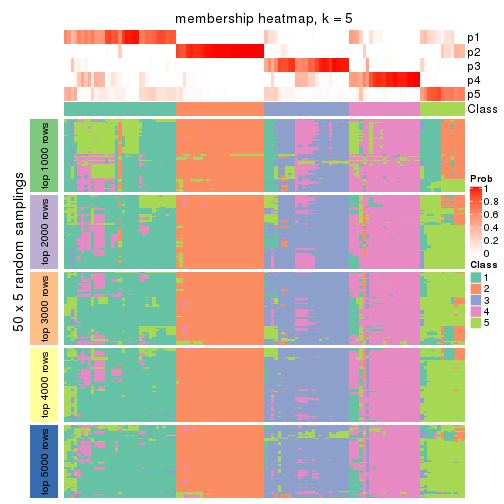 membership heatmap, k = 5
p1
p2
p3
p4
p5
Class
50 x 5 random samplings
top 1000 rows
top 2000 rows
top 3000 rows
top 4000 rows
top 5000 rows
Prob
1
0.8
0.6
0.4
0.2
0
Class
1
2
3
4
5